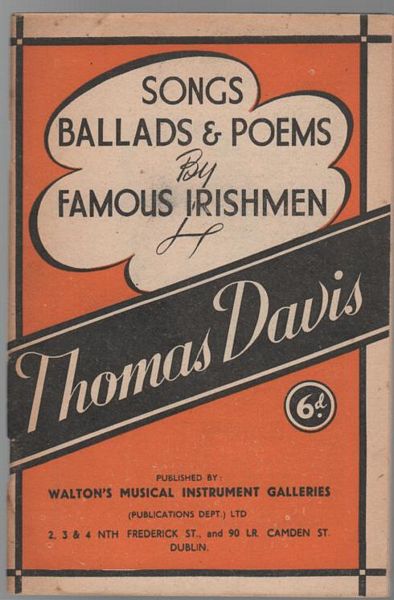 SONGS
BALLADS & POEMS
By
FAMOUS IRISHMEN
Thomas Davis
6d.
PUBLISHED BY:
WALTON'S MUSICAL INSTRUMENT GALLERIES
(PUBLICATIONS DEPT.) LTD
2, 3 & 4 NTH FREDERICK ST., and 90 LR. CAMDEN ST.
DUBLIN.